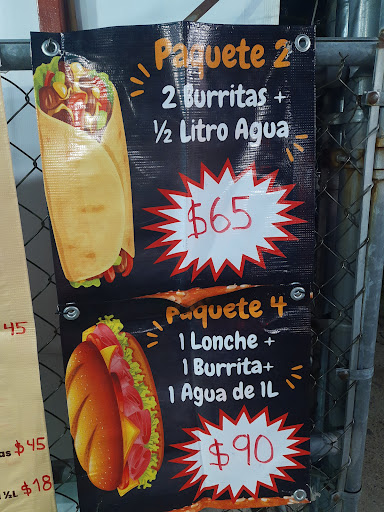 Paquete 2
2 Burritas +
½ Litro Agua
$65
Paquete 4
1 Lonche +
1 Burrita+
1 Agua de 1L
$90
45
as $45
½L $18